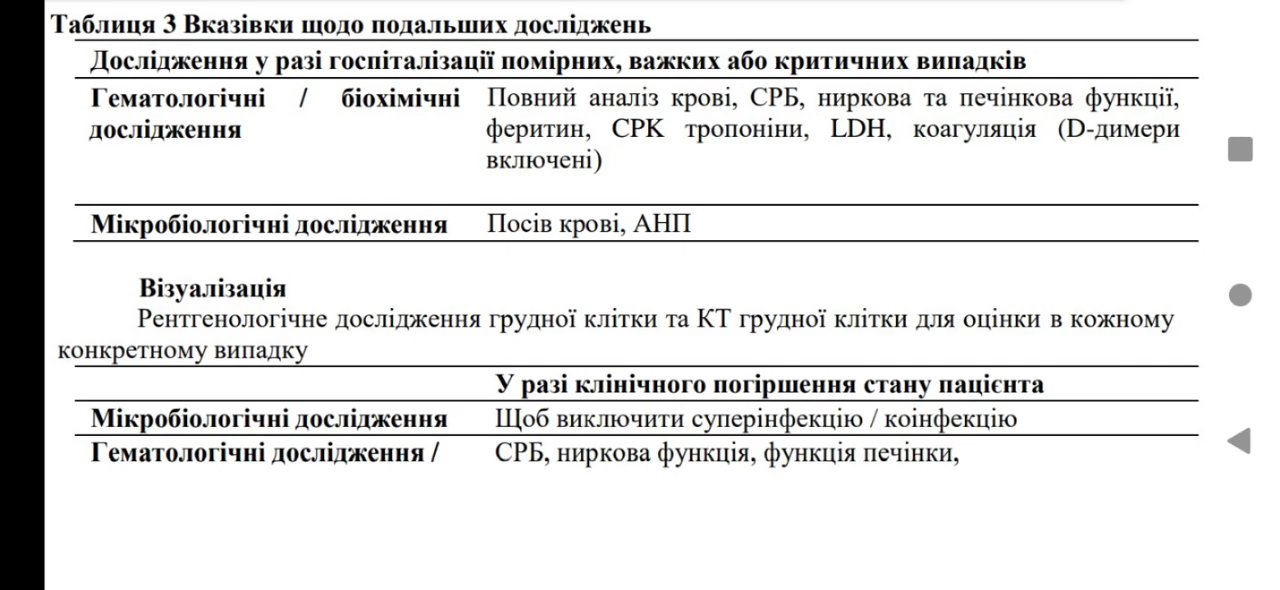 Таблиця 3 Вказівки щодо подальших досліджень
Дослідження у разі госпіталізації помірних, важких або критичних випадків
Гематологічні / біохімічні дослідження
Повний аналіз крові, СРБ, ниркова та печінкова функції,
феритин, СРК тропоніни, LDH, коагуляція (D-димери
включені)
Мікробіологічні дослідження
Посів крові, АНП
Візуалізація
Рентгенологічне дослідження грудної клітки та КТ грудної клітки для оцінки в кожному
конкретному випадку
У разі клінічного погіршення стану пацієнта
Мікробіологічні дослідження
Щоб виключити суперінфекцію / коінфекцію
Гематологічні дослідження /
СРБ, ниркова функція, функція печінки,